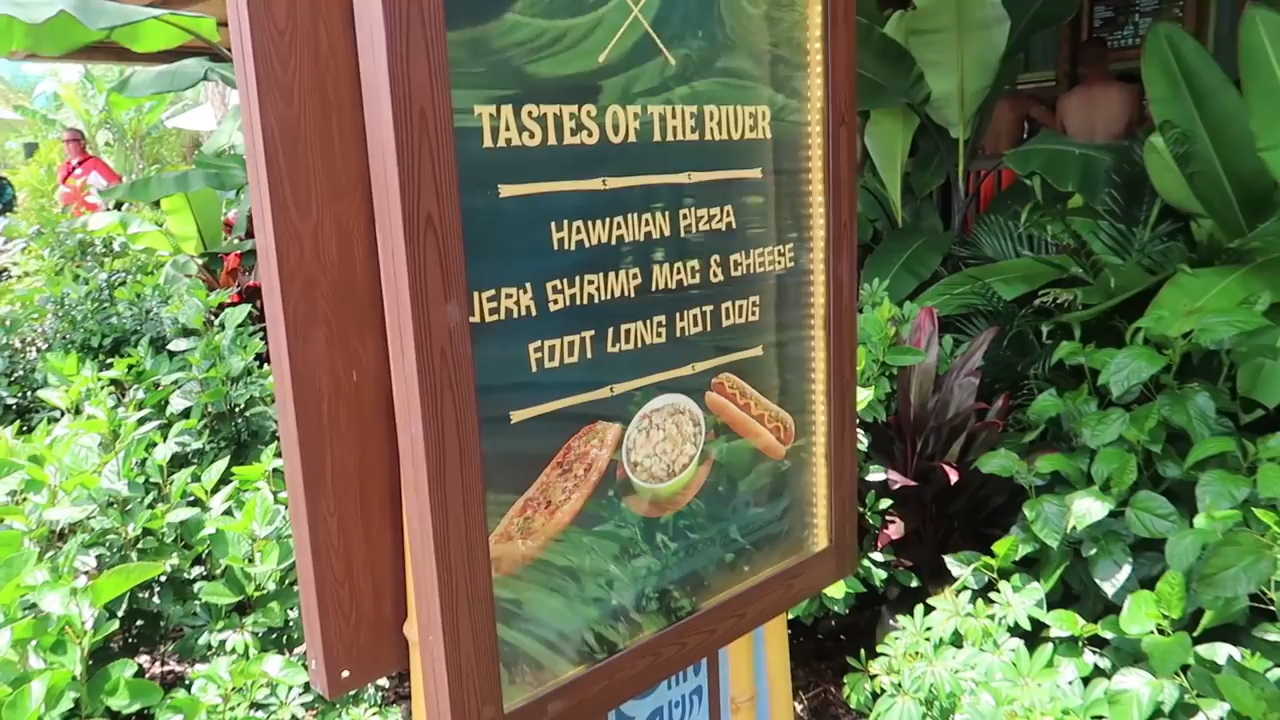 TASTES OF THE RIVER
HAWAIIAN PIZZA
JERK SHRIMP MAC & CHEESE
FOOT LONG HOT DOG